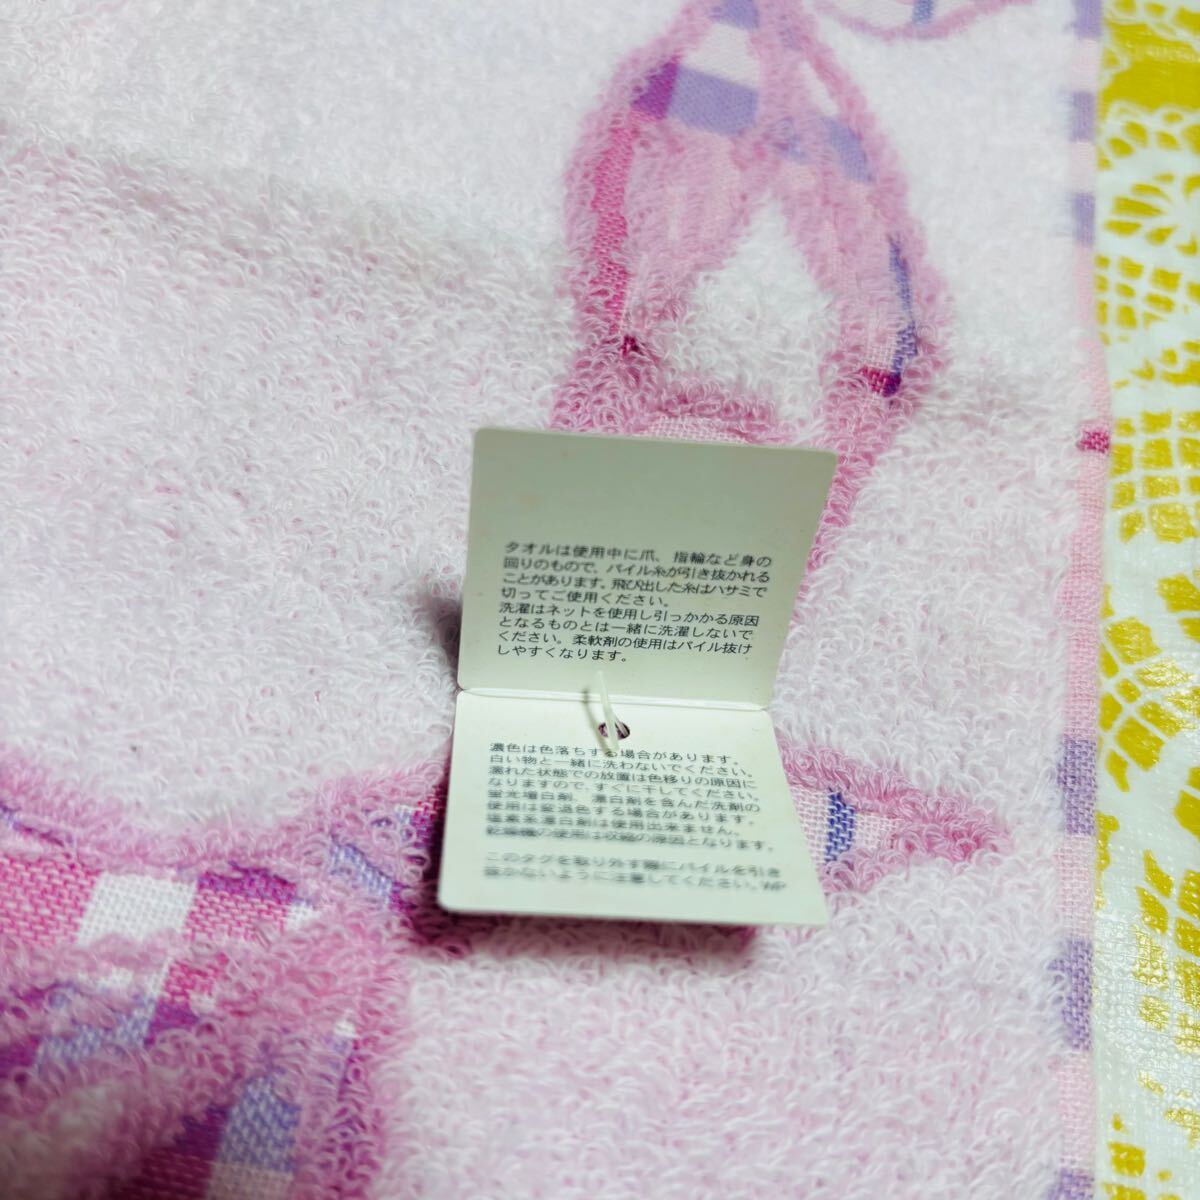 タオルは使用中に爪、指輪など身の
回りのもので、パイル糸が引き抜かれる
ことがあります。飛び出した糸はハサミで
切ってご使用ください。
洗濯はネットを使用し引っかかる原因
となるものとは一緒に洗濯しないで
ください。柔軟剤の使用はパイル抜け
しやすくなります。
濃色は色落ちする場合があります。
白い物と一緒に洗わないでください。
濡れた状態での放置は色移りの原因に
なりますので、すぐに干してください。
蛍光増白剤、漂白剤を含んだ洗剤の
使用は変退色する場合があります。
塩素系漂白剤は使用出来ません。
乾燥機の使用は収縮の原因となります。
このタグを取り外す際にパイルを引き
抜かないように注意してください。WP